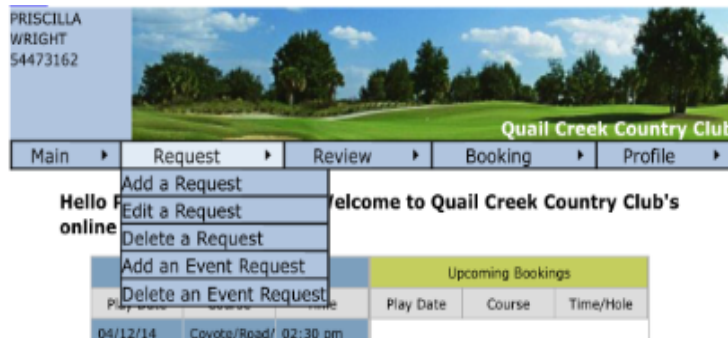 PRISCILLA
WRIGHT
54473162
Quail Creek Country Club
Main Request Review Booking Profile
Add a Request
Edit a Request
Delete a Request
Add an Event Request
Delete an Event Request
Hello Welcome to Quail Creek Country Club's
online
Upcoming Bookings
Play Date Course Time Play Date Course Time/Hole
04/12/14 Coyote/Road/ 02:30 pm